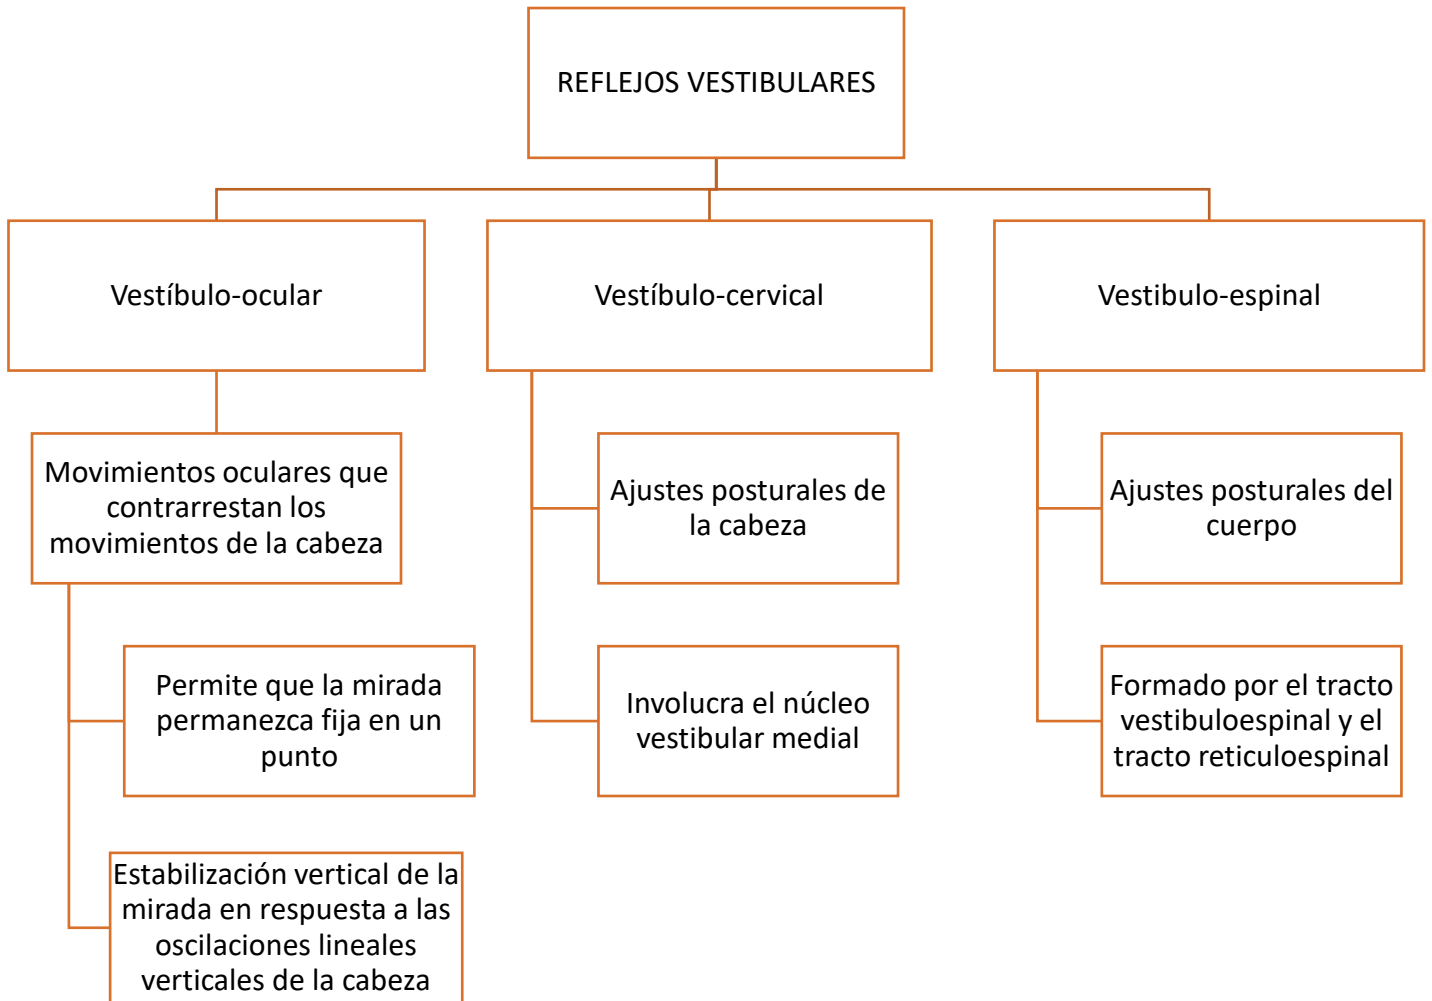 REFLEJOS VESTIBULARES
Vestíbulo-ocular
Vestíbulo-cervical
Vestibulo-espinal
Movimientos oculares que
contrarrestan los
movimientos de la cabeza
Ajustes posturales de
la cabeza
Ajustes posturales del
cuerpo
Permite que la mirada
permanezca fija en un
punto
Involucra el núcleo
vestibular medial
Formado por el tracto
vestibuloespinal y el
tracto reticuloespinal
Estabilización vertical de la
mirada en respuesta a las
oscilaciones lineales
verticales de la cabeza